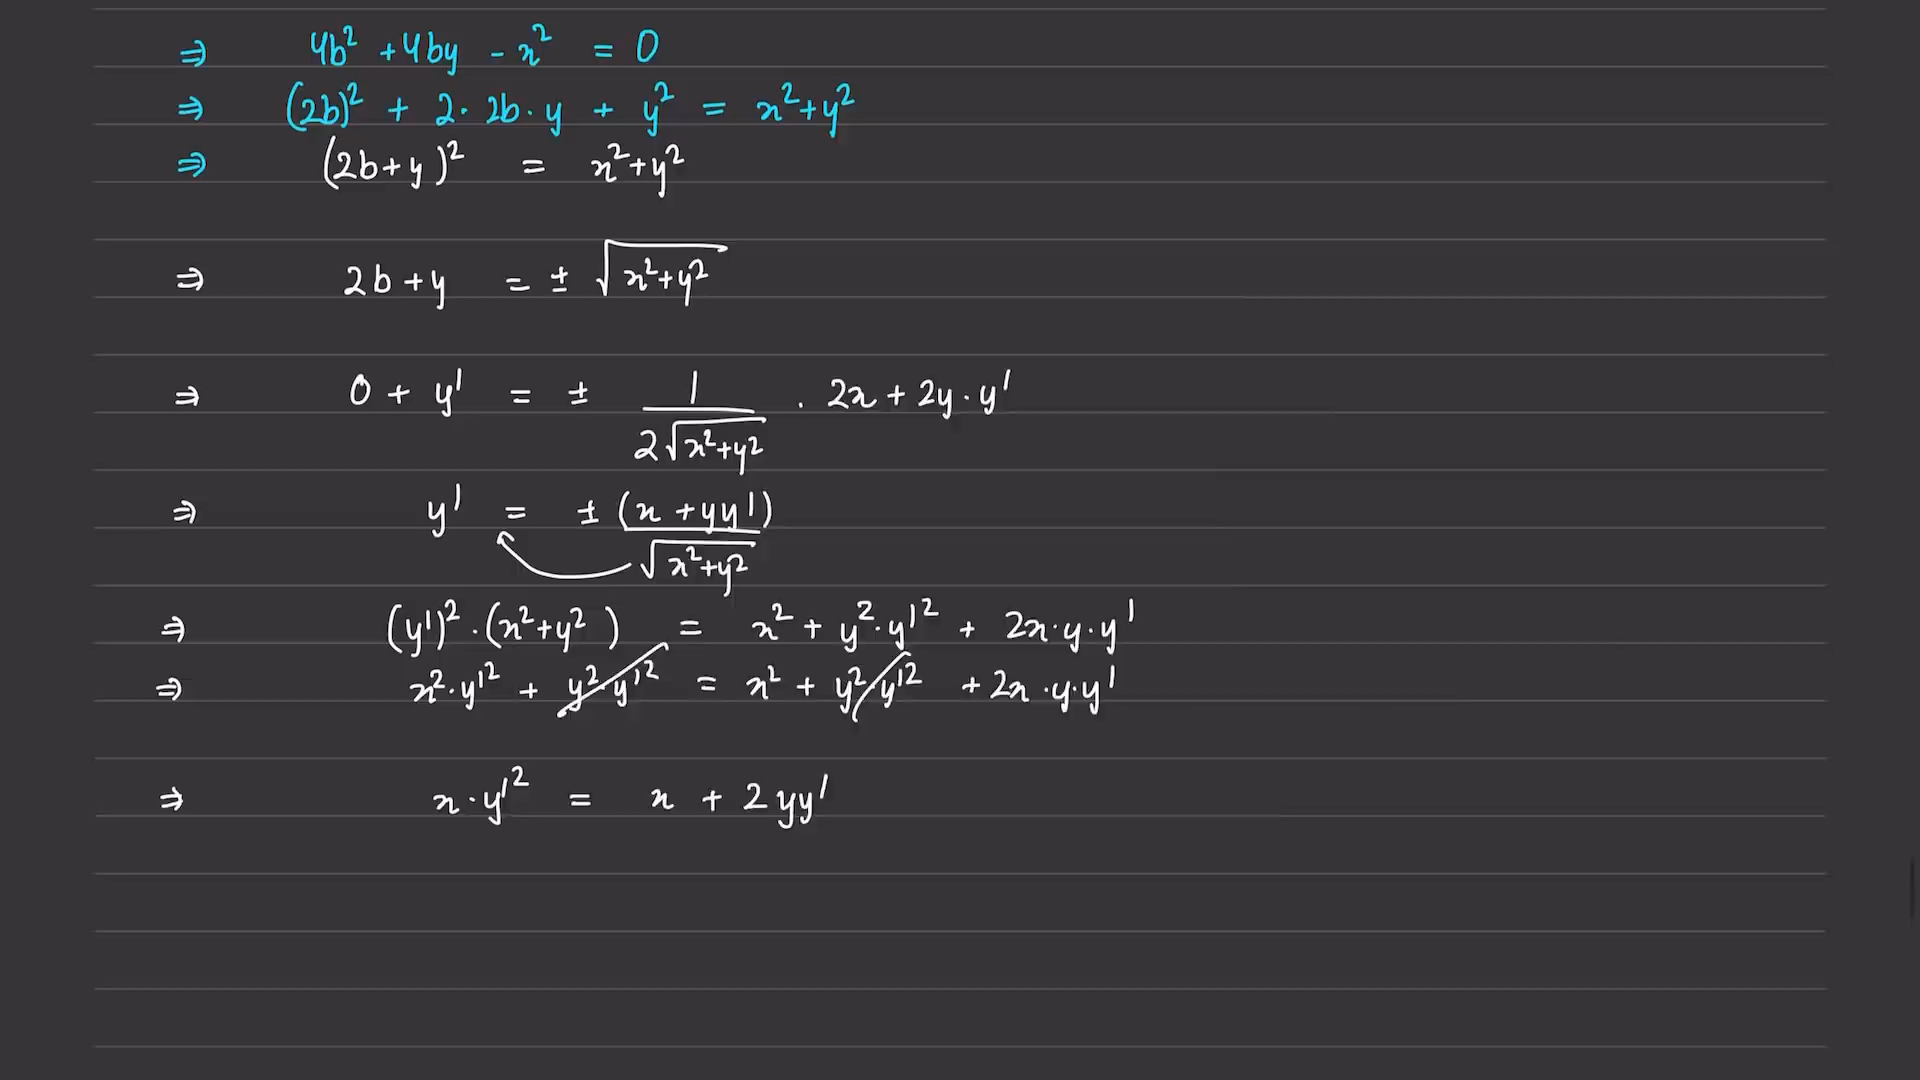 ⇒ 4b² + 4by - x² = 0
⇒ (2b)² + 2 · 2b · y + y² = x² + y²
⇒ (2b + y)² = x² + y²
⇒ 2b + y = ± √(x² + y²)
⇒ 0 + y' = ± 1/(2√(x² + y²)) . 2x + 2y · y'
⇒ y' = ± (x + yy')/√(x² + y²)
⇒ (y')² · (x² + y²) = x² + y² · y'² + 2x · y · y'
⇒ x² · y'² + y² · y'² = x² + y² · y'² + 2x · y · y'
⇒ x · y'² = x + 2yy'